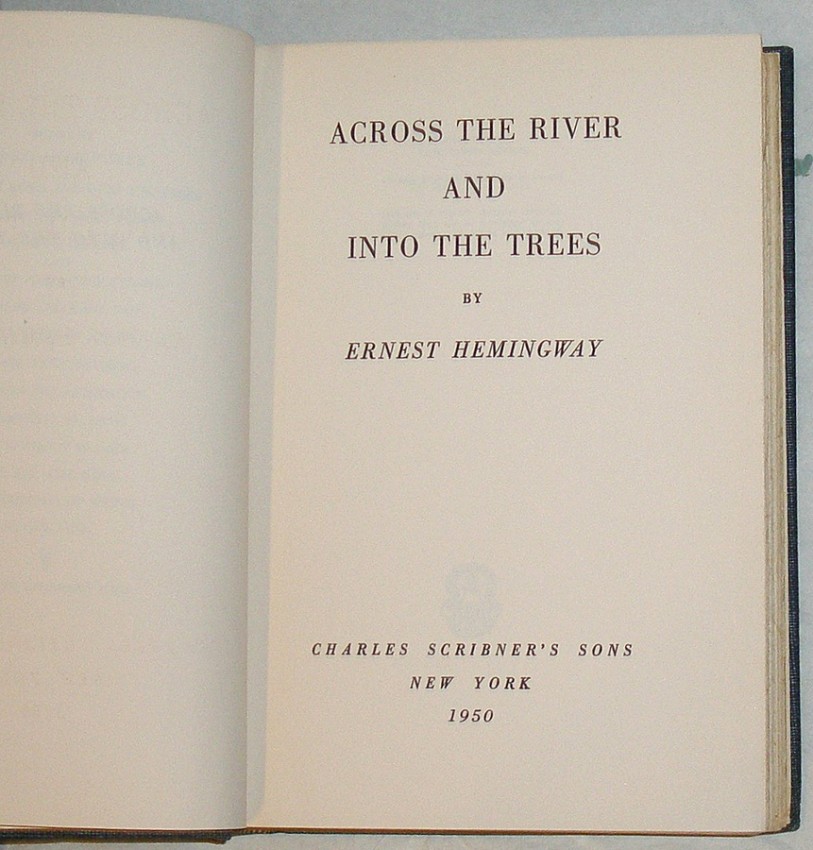 ACROSS THE RIVER
AND
INTO THE TREES
BY
ERNEST HEMINGWAY
CHARLES SCRIBNER'S SONS
NEW YORK
1950